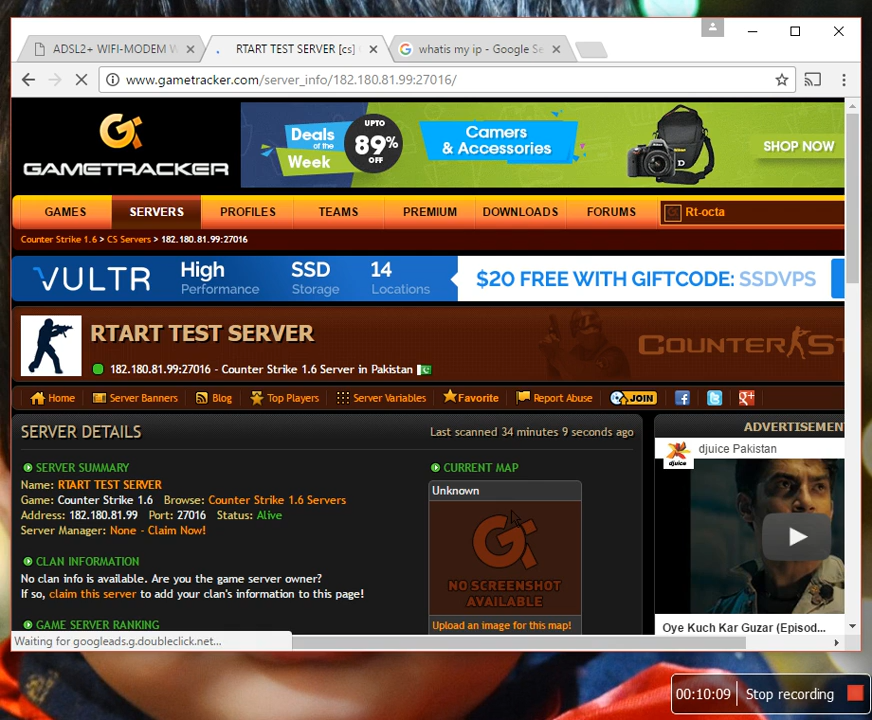 ADSL2+ WIFI-MODEM
RTART TEST SERVER [cs]
whatis my ip - Google Se
www.gametracker.com/server_info/182.180.81.99:27016/
GAMETRACKER
Deals of the Week
UPTO 89% OFF
Camers & Accessories
SHOP NOW
GAMES SERVERS PROFILES TEAMS PREMIUM DOWNLOADS FORUMS Rt-octa
Counter Strike 1.6 > CS Servers > 182.180.81.99:27016
VULTR
High Performance
SSD Storage
14 Locations
$20 FREE WITH GIFTCODE: SSDVPS
RTART TEST SERVER
COUNTER ST
182.180.81.99:27016 - Counter Strike 1.6 Server in Pakistan
Home Server Banners Blog Top Players Server Variables Favorite Report Abuse JOIN
SERVER DETAILS
Last scanned 34 minutes 9 seconds ago
SERVER SUMMARY
Name: RTART TEST SERVER
Game: Counter Strike 1.6 Browse: Counter Strike 1.6 Servers
Address: 182.180.81.99 Port: 27016 Status: Alive
Server Manager: None - Claim Now!
CLAN INFORMATION
No clan info is available. Are you the game server owner?
If so, claim this server to add your clan's information to this page!
GAME SERVER RANKING
CURRENT MAP
Unknown
NO SCREENSHOT
AVAILABLE
Upload an image for this map!
ADVERTISEMEN
djuice Pakistan
djuice
Oye Kuch Kar Guzar (Episod...
Waiting for googleads.g.doubleclick.net...
00:10:09 Stop recording